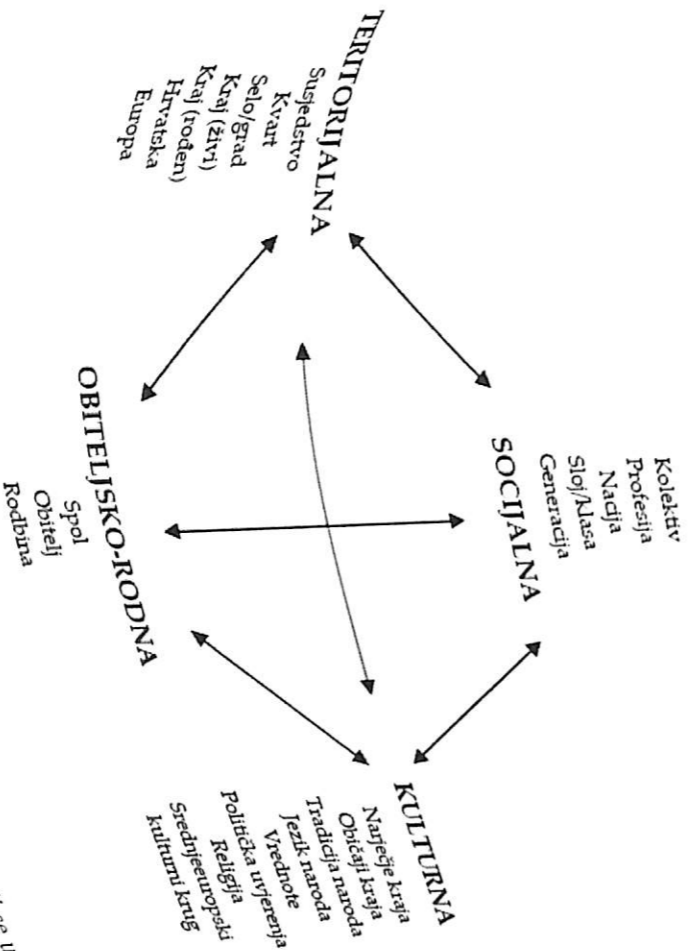 Kolektiv
Profesija
Nacija
Sloj/klasa
Generacija
SOCIJALNA
TERITORIJALNA
Susjedstvo
Kvart
Selo/grad
Kraj (živi)
Kraj (rođen)
Hrvatska
Europa
KULTURNA
Narječje kraja
Običaji kraja
Tradicija naroda
Jezik naroda
Vrednote
Politička uvjerenja
Religija
Srednjeeuropski
kulturni krug
OBITELJSKO-RODNA
Spol
Obitelj
Rodbina